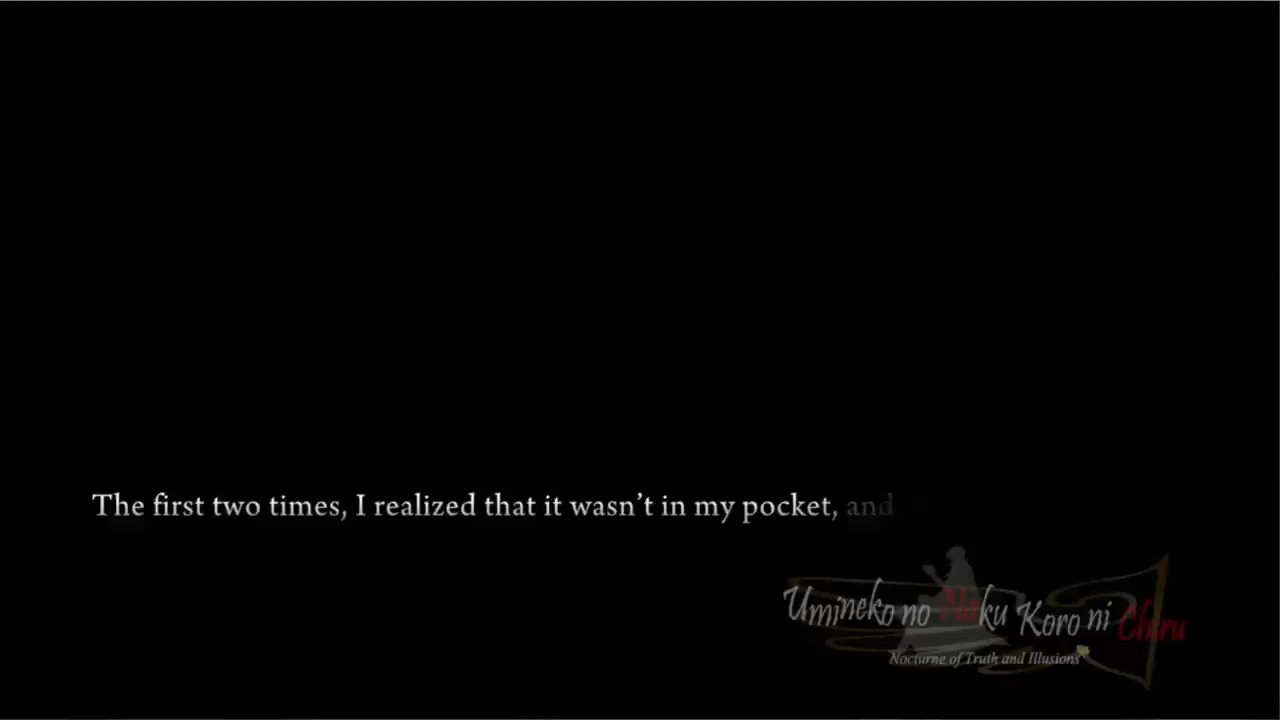 The first two times, I realized that it wasn't in my pocket, and
Umineko no Naku Koro ni Chiru
Nocturne of Truth and Illusions